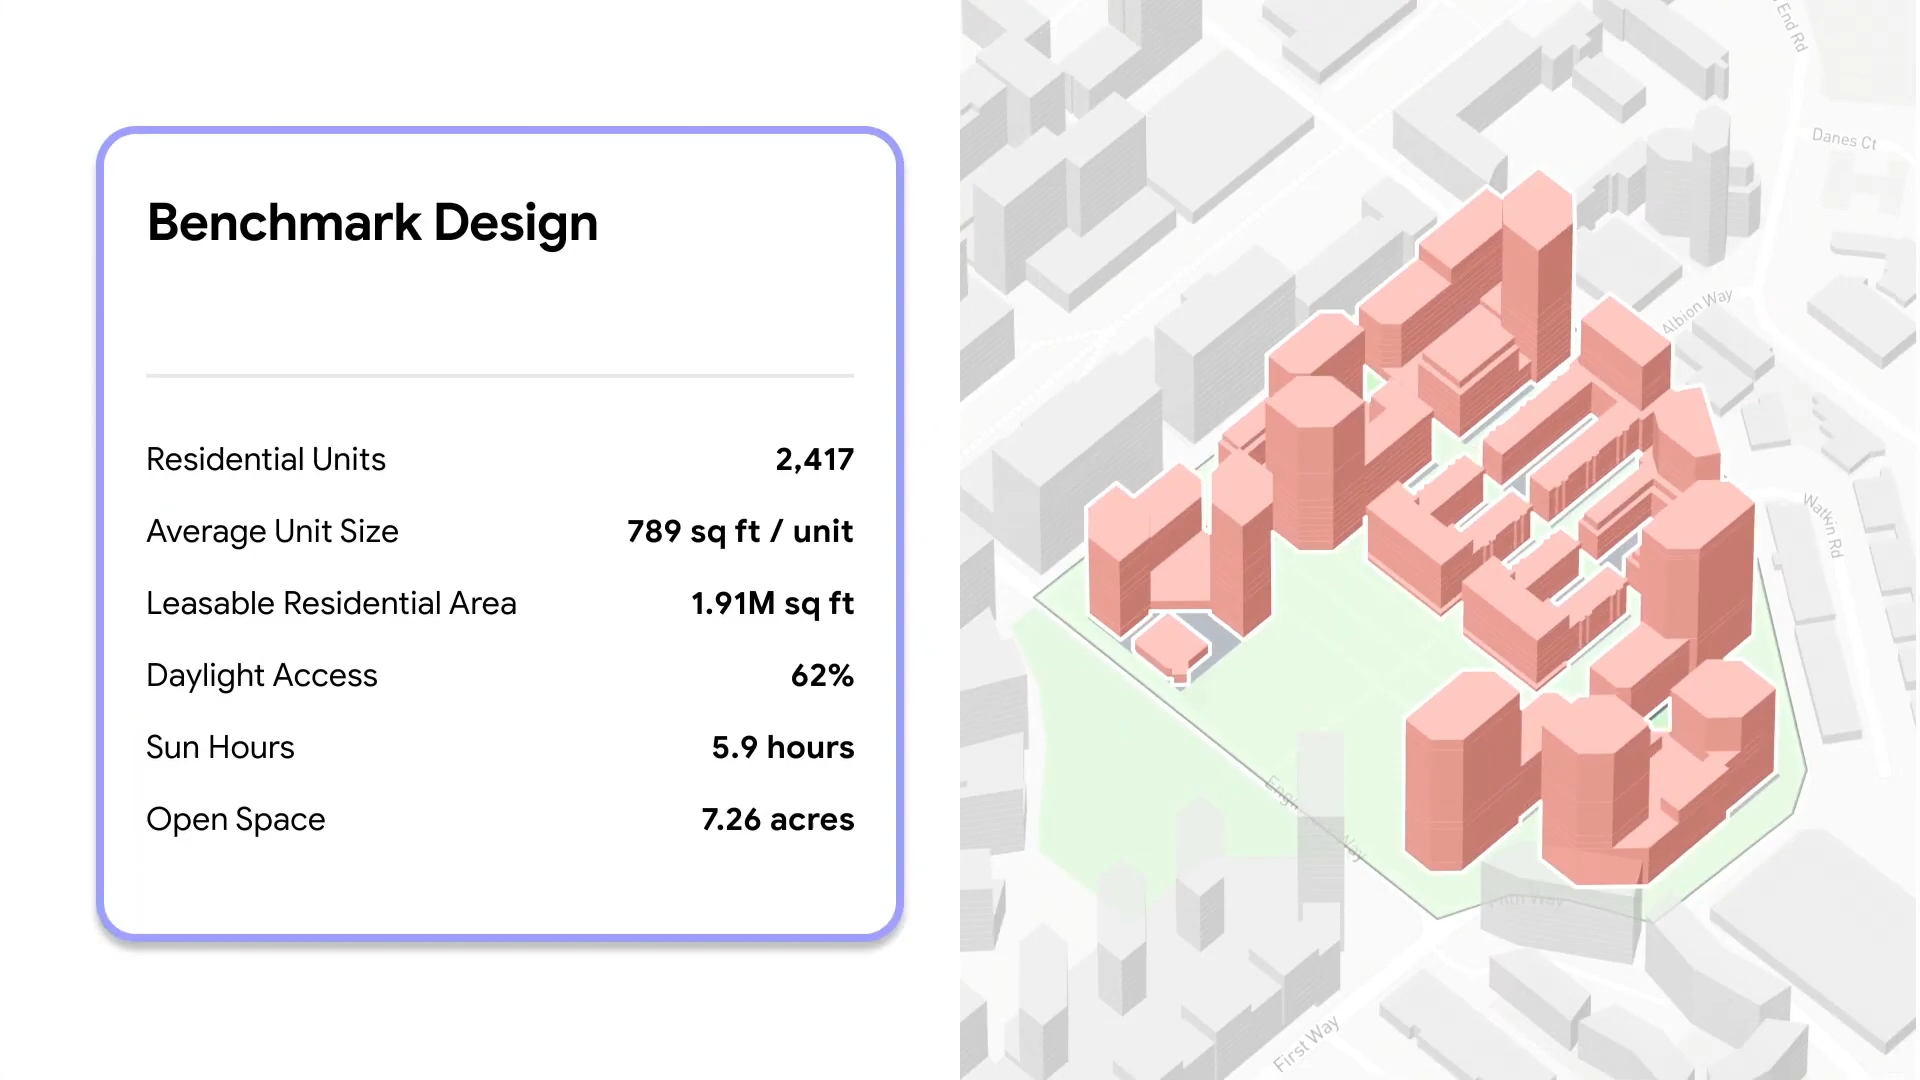 Benchmark Design
Residential Units 2,417
Average Unit Size 789 sq ft / unit
Leasable Residential Area 1.91M sq ft
Daylight Access 62%
Sun Hours 5.9 hours
Open Space 7.26 acres
End Rd
Danes Ct
Albion Way
Watkin Rd
Way
First Way